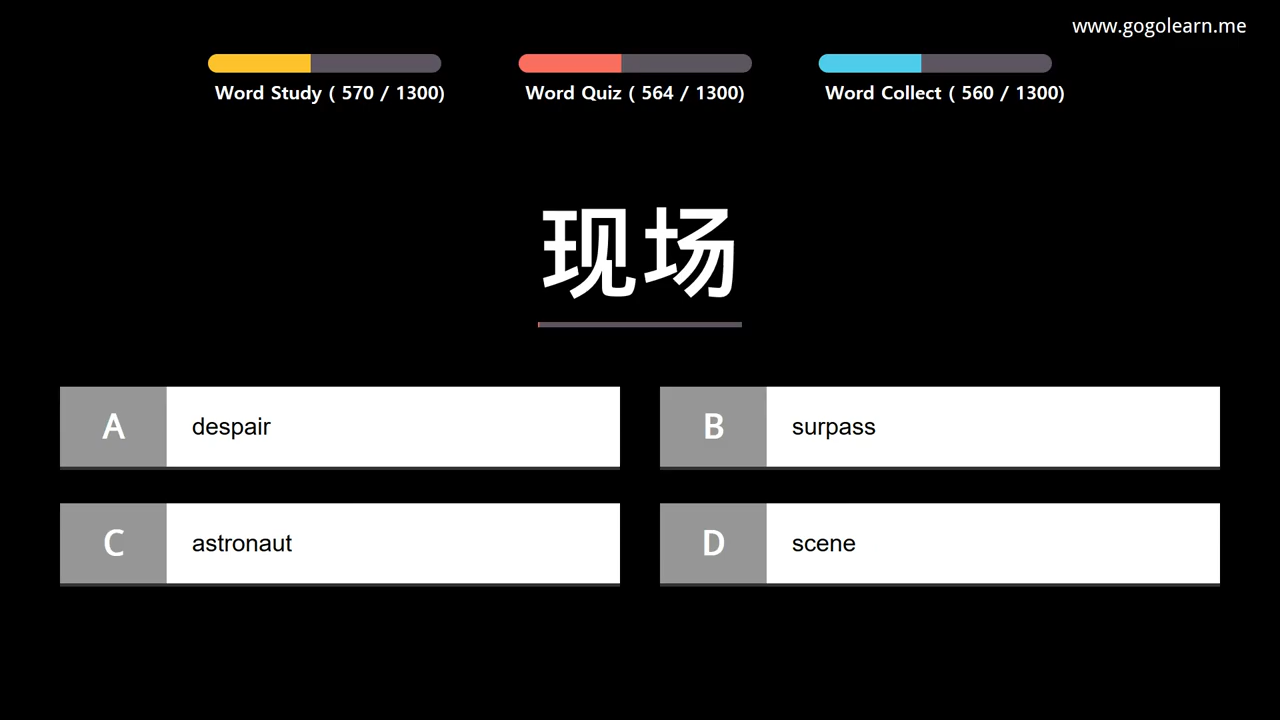 www.gogolearn.me
Word Study ( 570 / 1300)
Word Quiz ( 564 / 1300)
Word Collect ( 560 / 1300)
现场
A
despair
B
surpass
C
astronaut
D
scene